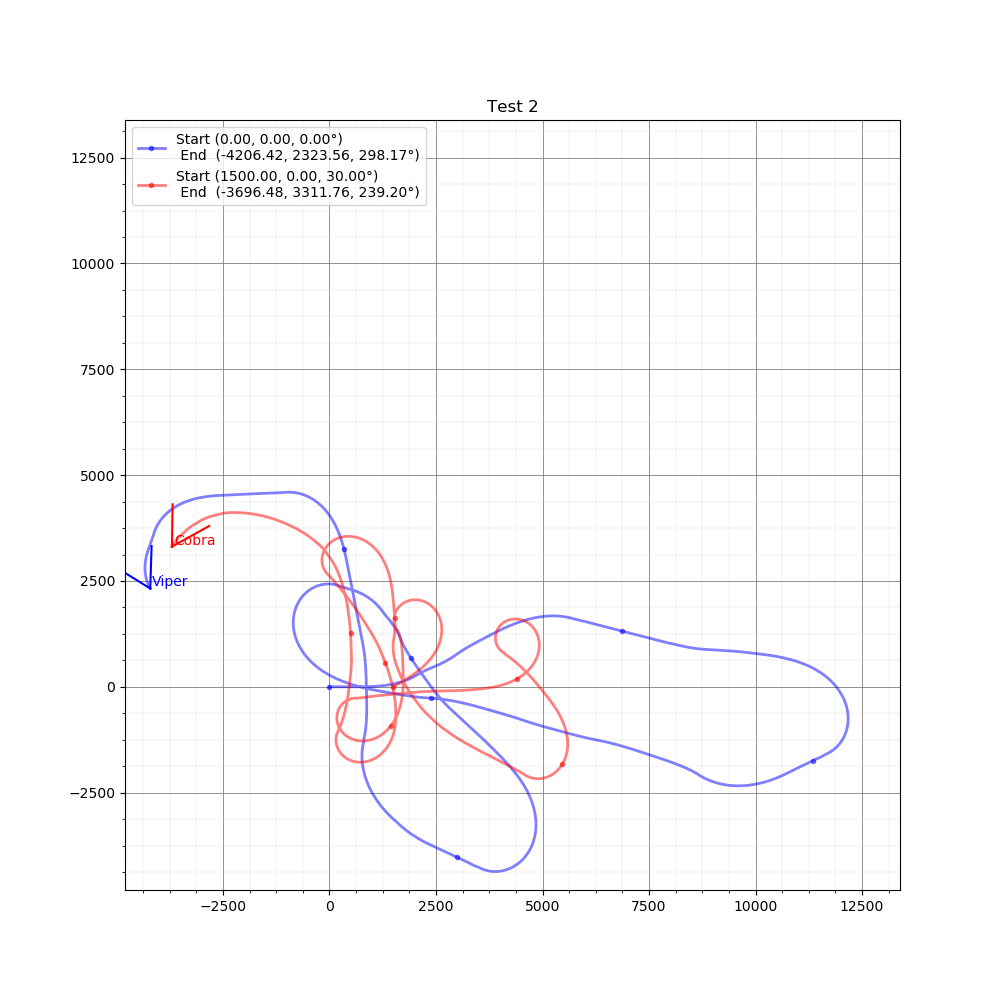 Test 2
Start (0.00, 0.00, 0.00°)
End (-4206.42, 2323.56, 298.17°)
Start (1500.00, 0.00, 30.00°)
End (-3696.48, 3311.76, 239.20°)
12500
10000
7500
5000
2500
0
−2500
Cobra
Viper
−2500 0 2500 5000 7500 10000 12500